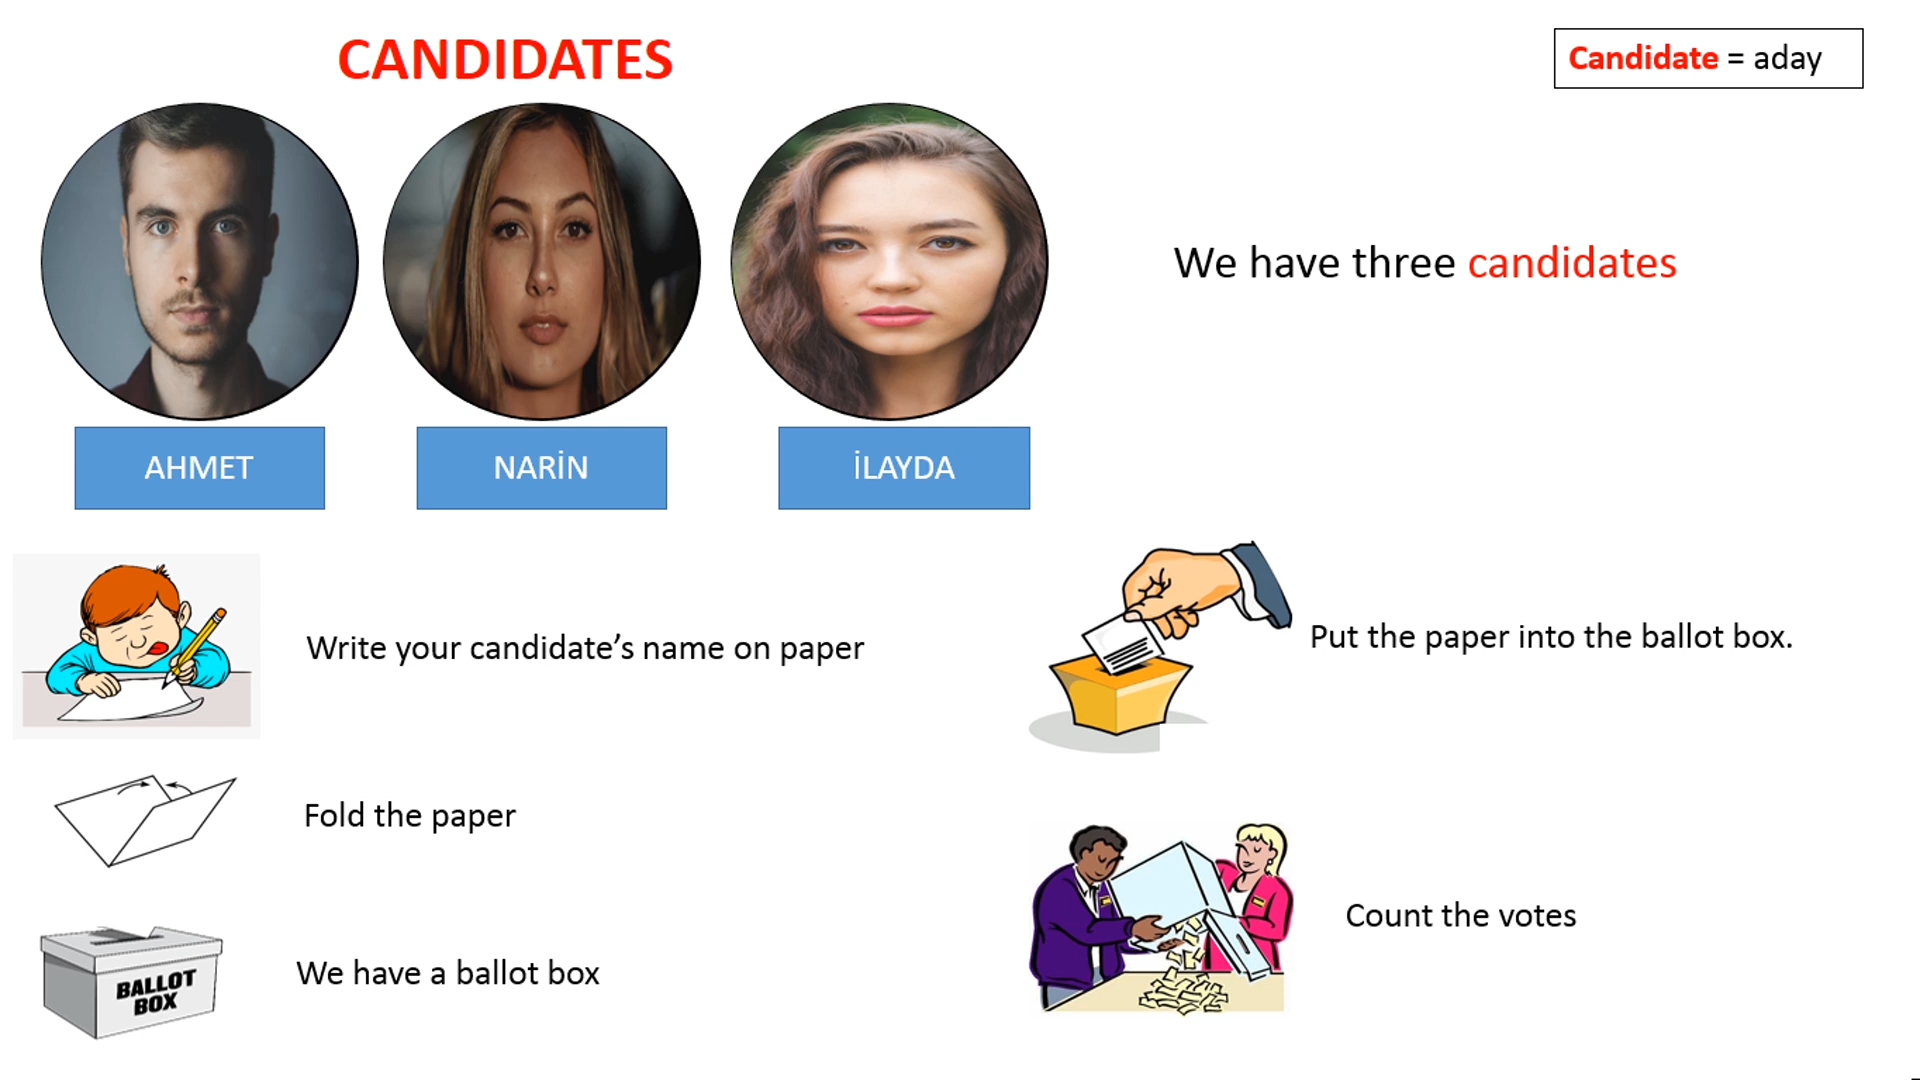 CANDIDATES
Candidate = aday
We have three candidates
AHMET
NARİN
İLAYDA
Write your candidate’s name on paper
Put the paper into the ballot box.
Fold the paper
Count the votes
BALLOT
BOX
We have a ballot box